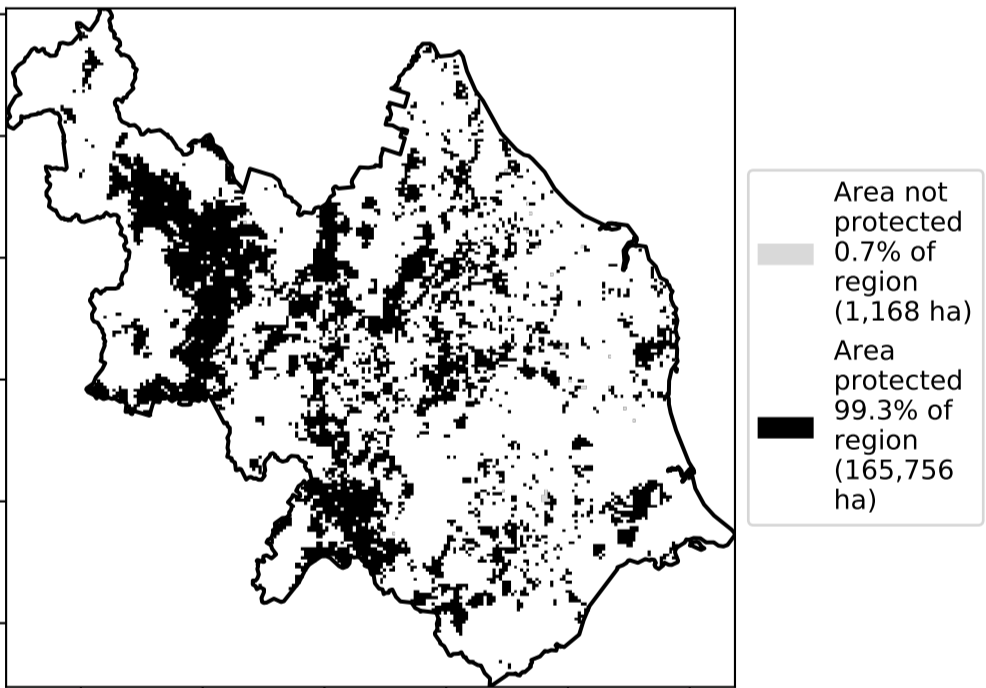 Area not
protected
0.7% of
region
(1,168 ha)
Area
protected
99.3% of
region
(165,756
ha)